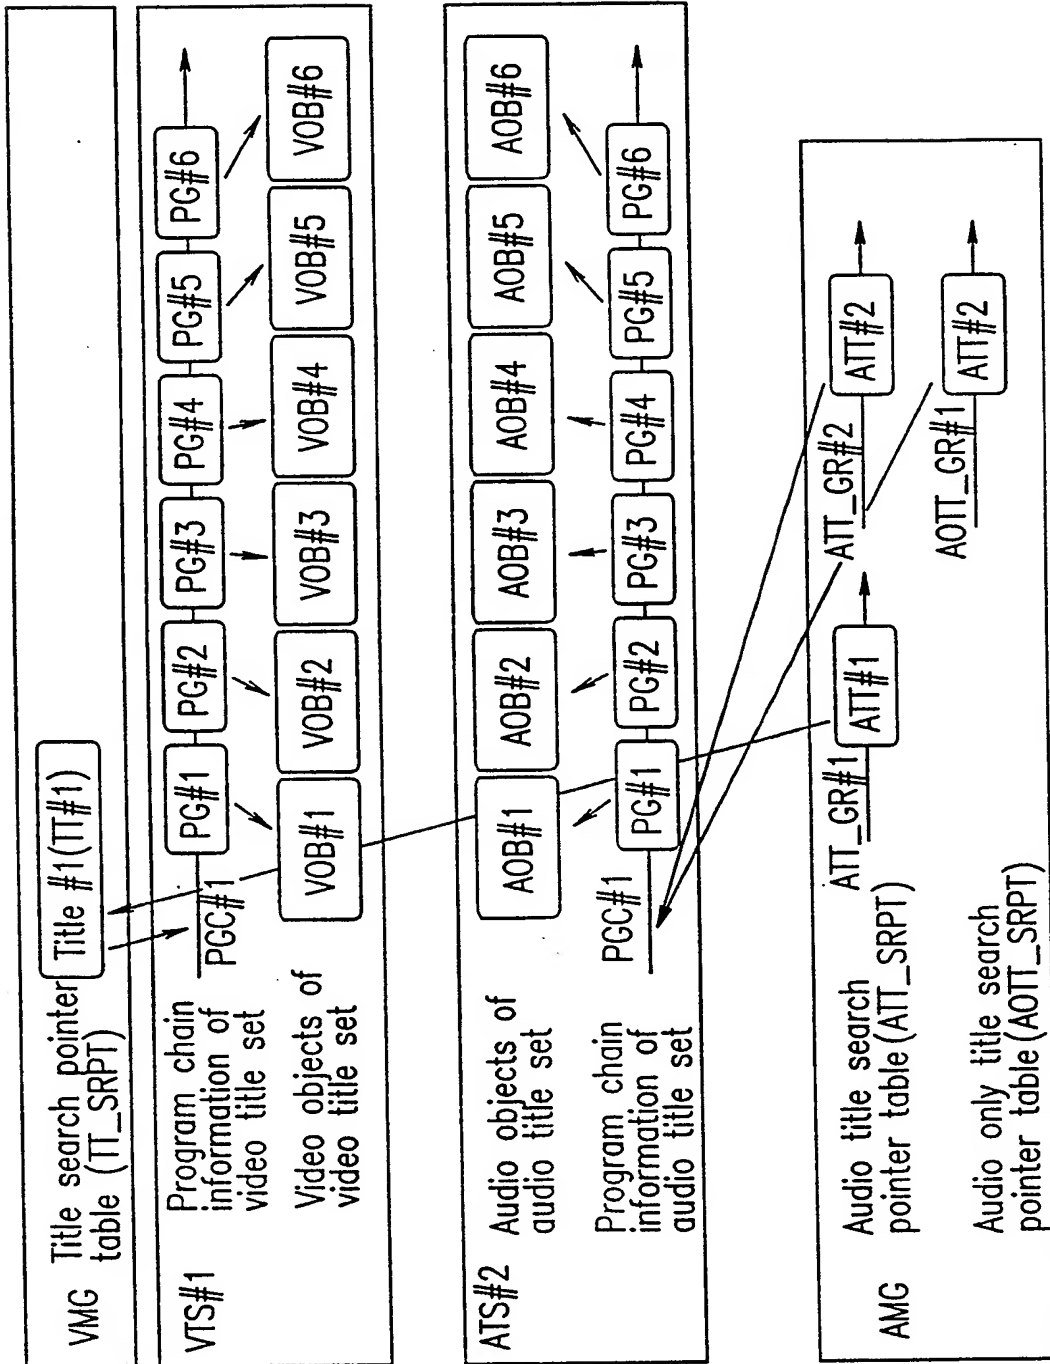 VMG
Title search pointer
table (TT_SRPT)
Title #1(TT#1)
VTS#1
Program chain
information of
video title set
PGC#1
PG#1
PG#2
PG#3
PG#4
PG#5
PG#6
Video objects of
video title set
VOB#1
VOB#2
VOB#3
VOB#4
VOB#5
VOB#6
ATS#2
Audio objects of
audio title set
AOB#1
AOB#2
AOB#3
AOB#4
AOB#5
AOB#6
Program chain
information of
audio title set
PGC#1
PG#1
PG#2
PG#3
PG#4
PG#5
PG#6
AMG
Audio title search
pointer table(ATT_SRPT)
ATT_GR#1
ATT#1
ATT_GR#2
ATT#2
Audio only title search
pointer table(AOTT_SRPT)
AOTT_GR#1
ATT#2